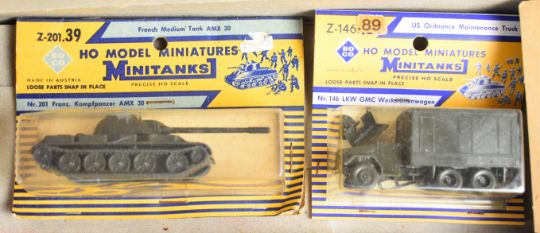 Z-201.39
French Medium Tank AMX 30
ROCO
HO MODEL MINIATURES
MINITANKS
MADE IN AUSTRIA
LOOSE PARTS SNAP IN PLACE
PRECISE HO SCALE
Nr. 201 Franz. Kampfpanzer AMX 30
Z-146 .89
US Ordnance Maintenance Truck
ROCO
HO MODEL MINIATURES
MINITANKS
LOOSE PARTS SNAP IN PLACE
PRECISE HO SCALE
Nr. 146 LKW GMC